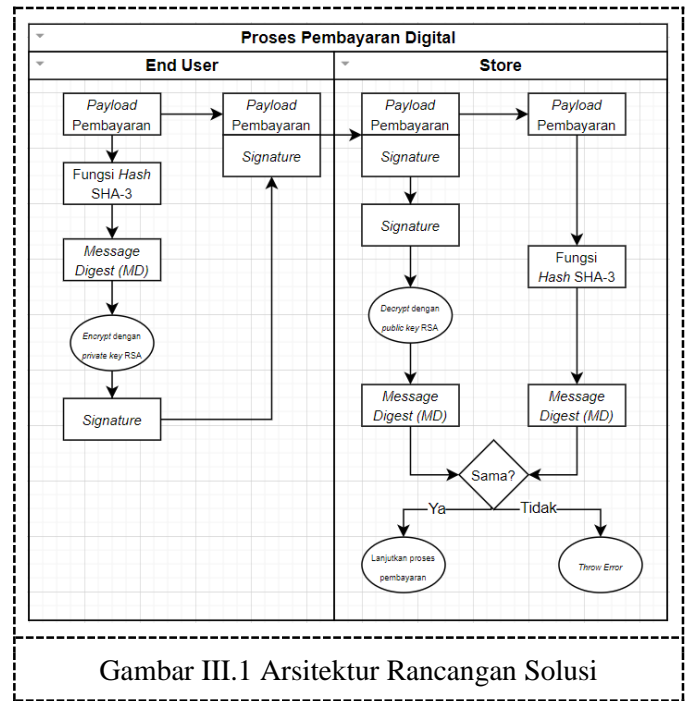 Proses Pembayaran Digital
End User
Payload
Pembayaran
Payload
Pembayaran
Signature
Fungsi Hash
SHA-3
Message
Digest (MD)
Encrypt dengan
private key RSA
Signature
Store
Payload
Pembayaran
Signature
Payload
Pembayaran
Signature
Fungsi
Hash SHA-3
Decrypt dengan
public key RSA
Message
Digest (MD)
Message
Digest (MD)
Sama?
Ya
Tidak
Lanjutkan proses
pembayaran
Throw Error
Gambar III.1 Arsitektur Rancangan Solusi